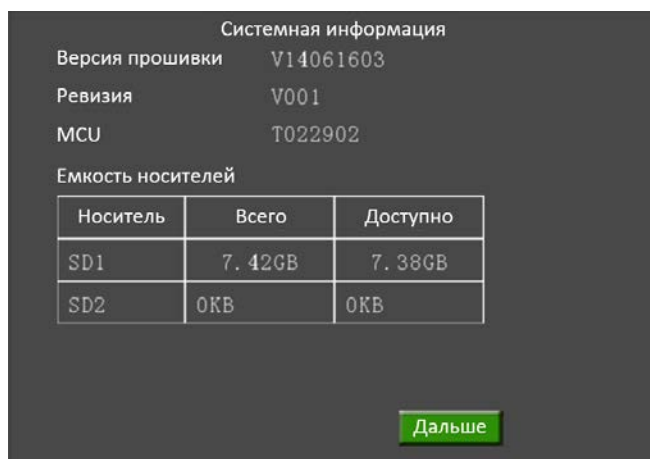 Системная информация
Версия прошивки V14061603
Ревизия V001
MCU T022902
Емкость носителей
Носитель Всего Доступно
SD1 7.42GB 7.38GB
SD2 0KB 0KB
Дальше